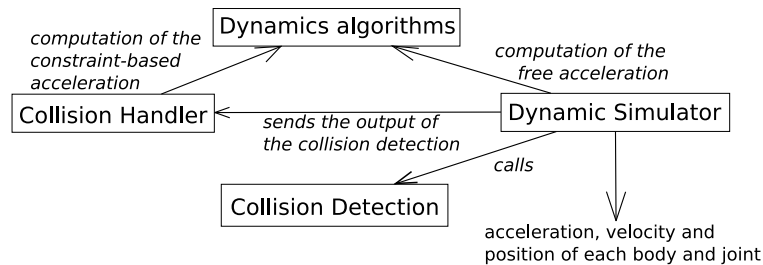 Dynamics algorithms
computation of the
constraint-based
acceleration
computation of the
free acceleration
Collision Handler
Dynamic Simulator
sends the output of
the collision detection
calls
Collision Detection
acceleration, velocity and
position of each body and joint